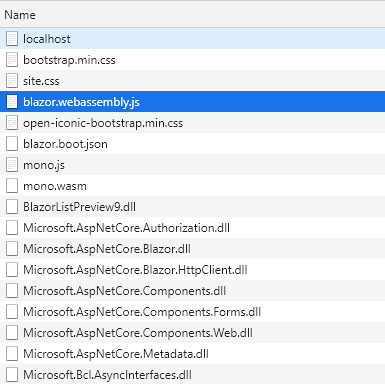 Name
localhost
bootstrap.min.css
site.css
blazor.webassembly.js
open-iconic-bootstrap.min.css
blazor.boot.json
mono.js
mono.wasm
BlazorListPreview9.dll
Microsoft.AspNetCore.Authorization.dll
Microsoft.AspNetCore.Blazor.dll
Microsoft.AspNetCore.Blazor.HttpClient.dll
Microsoft.AspNetCore.Components.dll
Microsoft.AspNetCore.Components.Forms.dll
Microsoft.AspNetCore.Components.Web.dll
Microsoft.AspNetCore.Metadata.dll
Microsoft.Bcl.AsyncInterfaces.dll